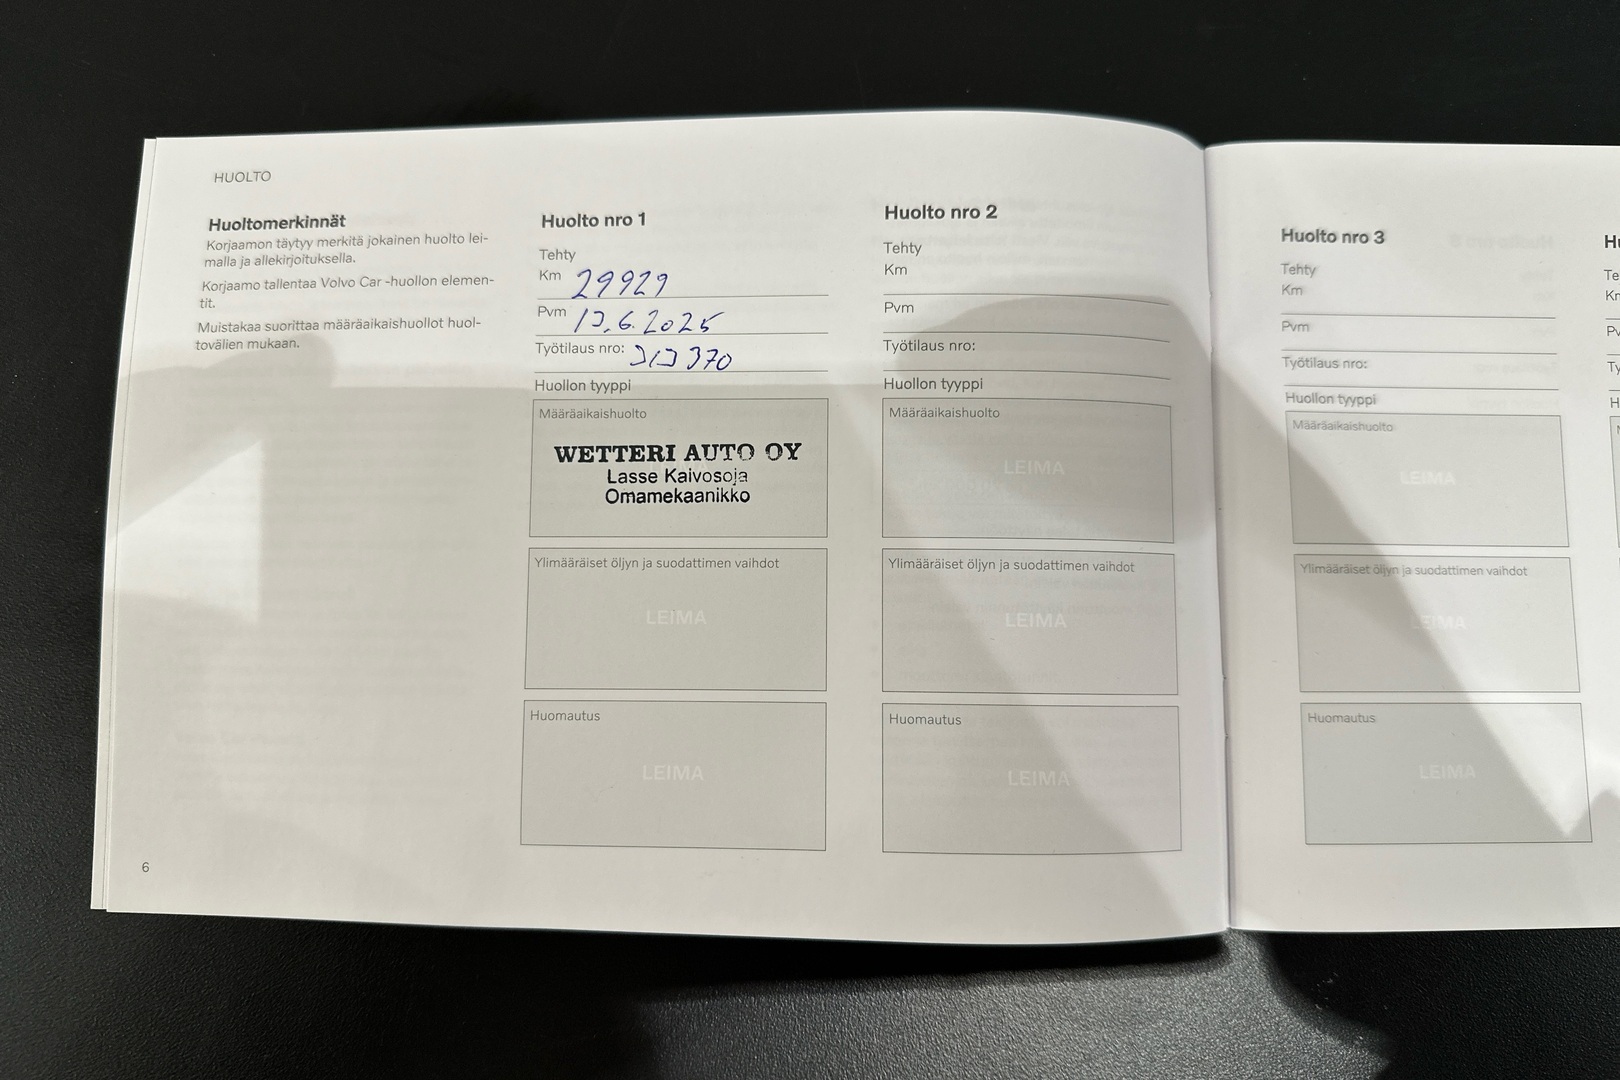 HUOLTO
Huoltomerkinnät
Korjaamon täytyy merkitä jokainen huolto lei-
malla ja allekirjoituksella.
Korjaamo tallentaa Volvo Car -huollon elemen-
tit.
Muistakaa suorittaa määräaikaishuollot huol-
tovälien mukaan.
6
Huolto nro 1
Tehty
Km 29929
Pvm 13.6.2025
Työtilaus nro:
Huollon tyyppi
Määräaikaishuolto
WETTERI AUTO OY
Lasse Kaivosoja
Omamekaanikko
Ylimääräiset öljyn ja suodattimen vaihdot
LEIMA
Huomautus
LEIMA
Huolto nro 2
Tehty
Km
Pvm
Työtilaus nro:
Huollon tyyppi
Määräaikaishuolto
LEIMA
Ylimääräiset öljyn ja suodattimen vaihdot
LEIMA
Huomautus
LEIMA
Huolto nro 3
Tehty
Km
Pvm
Työtilaus nro:
Huollon tyyppi
Määräaikaishuolto
LEIMA
Ylimääräiset öljyn ja suodattimen vaihdot
LEIMA
Huomautus
LEIMA